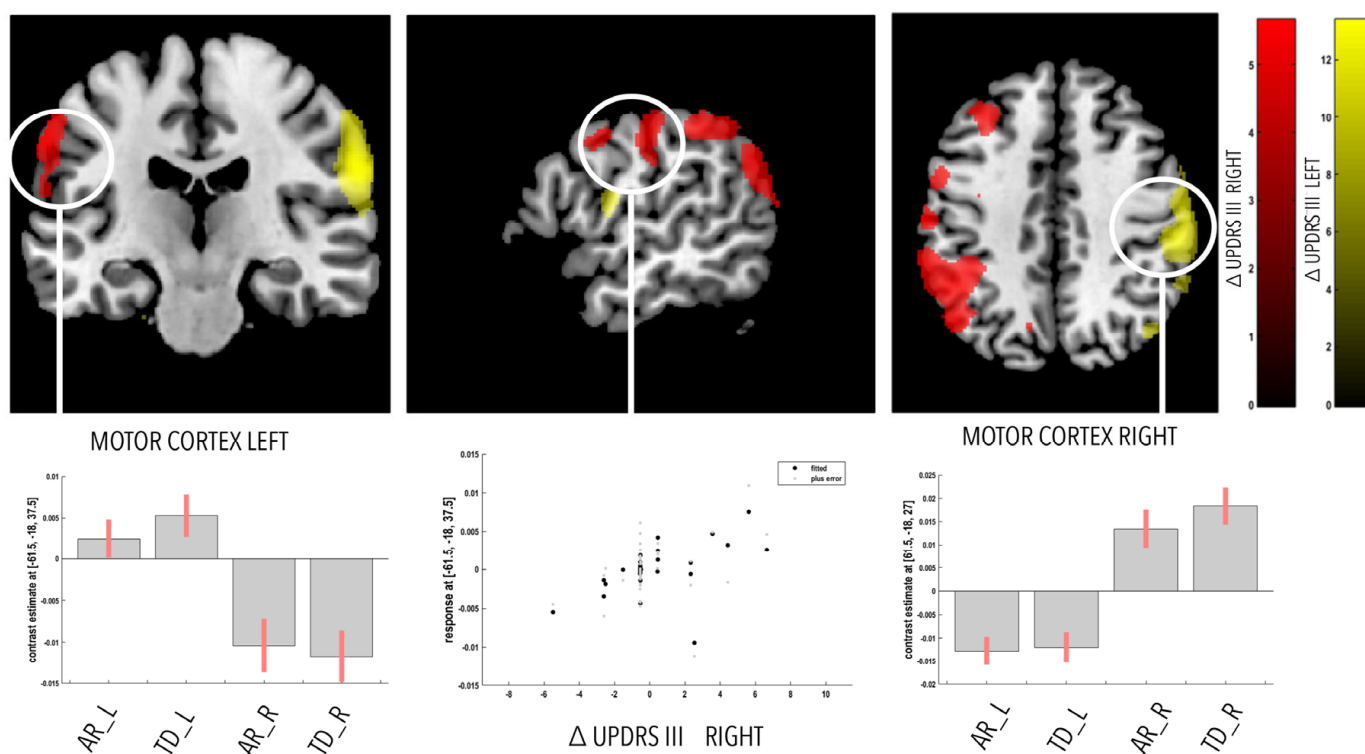 Δ UPDRS III RIGHT
5
4
3
2
1
0
Δ UPDRS III LEFT
12
10
8
6
4
2
0
MOTOR CORTEX LEFT
contrast estimate at [-61.5, -18, 37.5]
0.01
0.005
0
-0.005
-0.01
-0.015
AR_L
TD_L
AR_R
TD_R
response at [-61.5, -18, 37.5]
0.015
0.01
0.005
0
-0.005
-0.01
-0.015
fitted
plus error
-8
-6
-4
-2
0
2
4
6
8
10
Δ UPDRS III RIGHT
MOTOR CORTEX RIGHT
contrast estimate at [61.5, -18, 27]
0.025
0.02
0.015
0.01
0.005
0
-0.005
-0.01
-0.015
-0.02
AR_L
TD_L
AR_R
TD_R